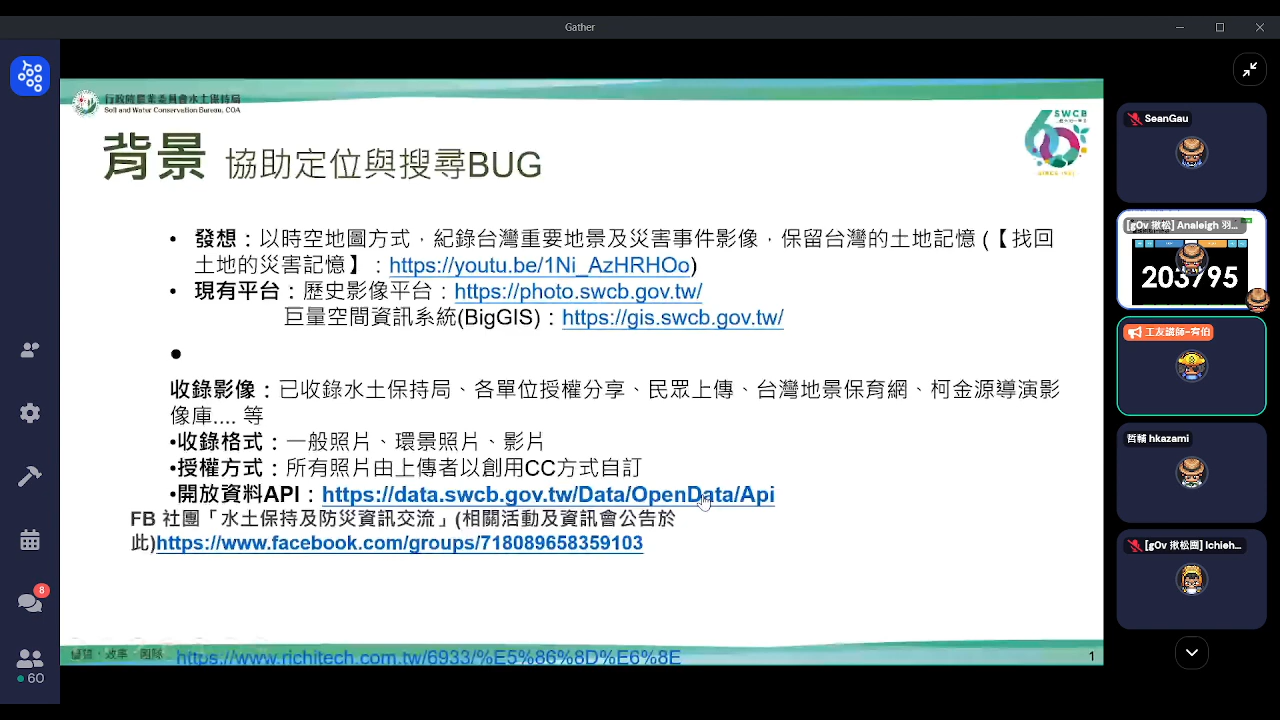 Gather
行政院農業委員會水土保持局
Soil and Water Conservation Bureau, COA
SWCB
背景 協助定位與搜尋BUG
• 發想：以時空地圖方式，紀錄台灣重要地景及災害事件影像，保留台灣的土地記憶 (【找回
土地的災害記憶】：https://youtu.be/1Ni_AzHRHOo)
• 現有平台：歷史影像平台：https://photo.swcb.gov.tw/
巨量空間資訊系統(BigGIS)：https://gis.swcb.gov.tw/
●
收錄影像：已收錄水土保持局、各單位授權分享、民眾上傳、台灣地景保育網、柯金源導演影
像庫.... 等
•收錄格式：一般照片、環景照片、影片
•授權方式：所有照片由上傳者以創用CC方式自訂
•開放資料API：https://data.swcb.gov.tw/Data/OpenData/Api
FB 社團「水土保持及防災資訊交流」(相關活動及資訊會公告於
此)https://www.facebook.com/groups/718089658359103
https://www.richitech.com.tw/6933/%E5%86%8D%E6%8E
1
8
60
SeanGau
[g0v 揪松] Analeigh 羽...
203795
工友講師-宥伯
哲輔 hkazami
[g0v 揪松團] Ichieh...